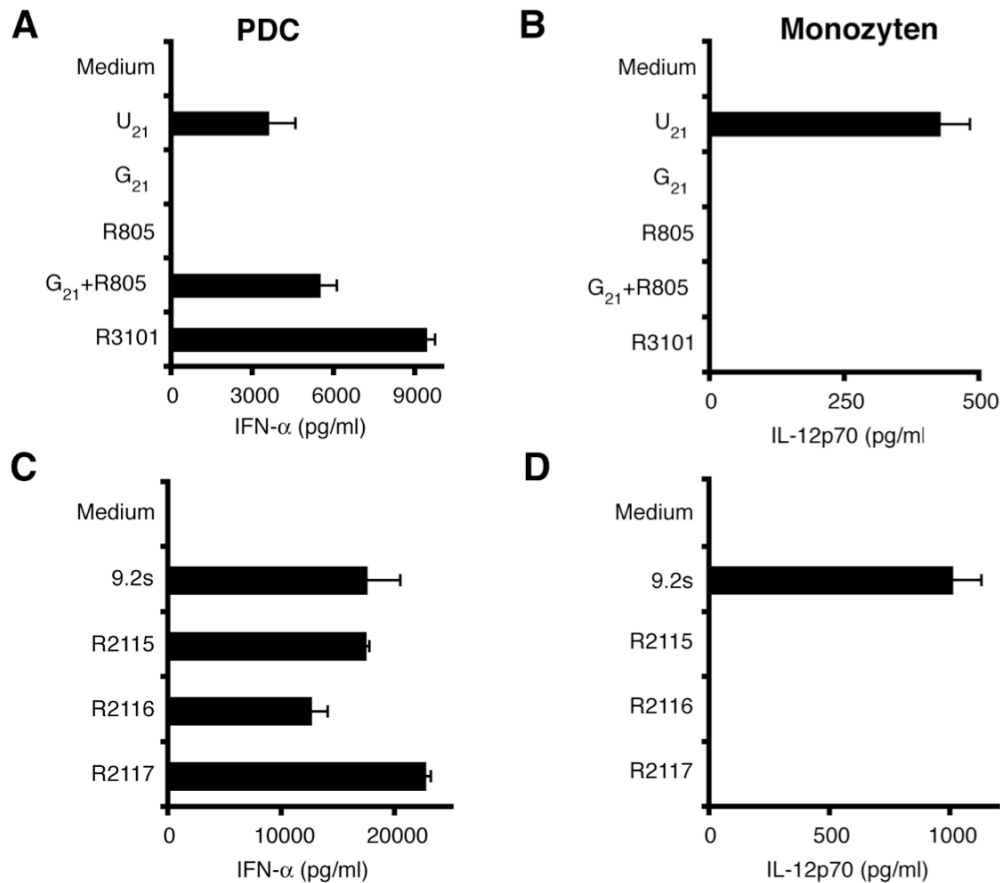 A
PDC
Medium
U21
G21
R805
G21+R805
R3101
0 3000 6000 9000
IFN-α (pg/ml)
B
Monozyten
Medium
U21
G21
R805
G21+R805
R3101
0 250 500
IL-12p70 (pg/ml
C
Medium
9.2s
R2115
R2116
R2117
0 10000 20000
IFN-α (pg/ml)
D
Medium
9.2s
R2115
R2116
R2117
0 500 1000
IL-12p70 (pg/ml)